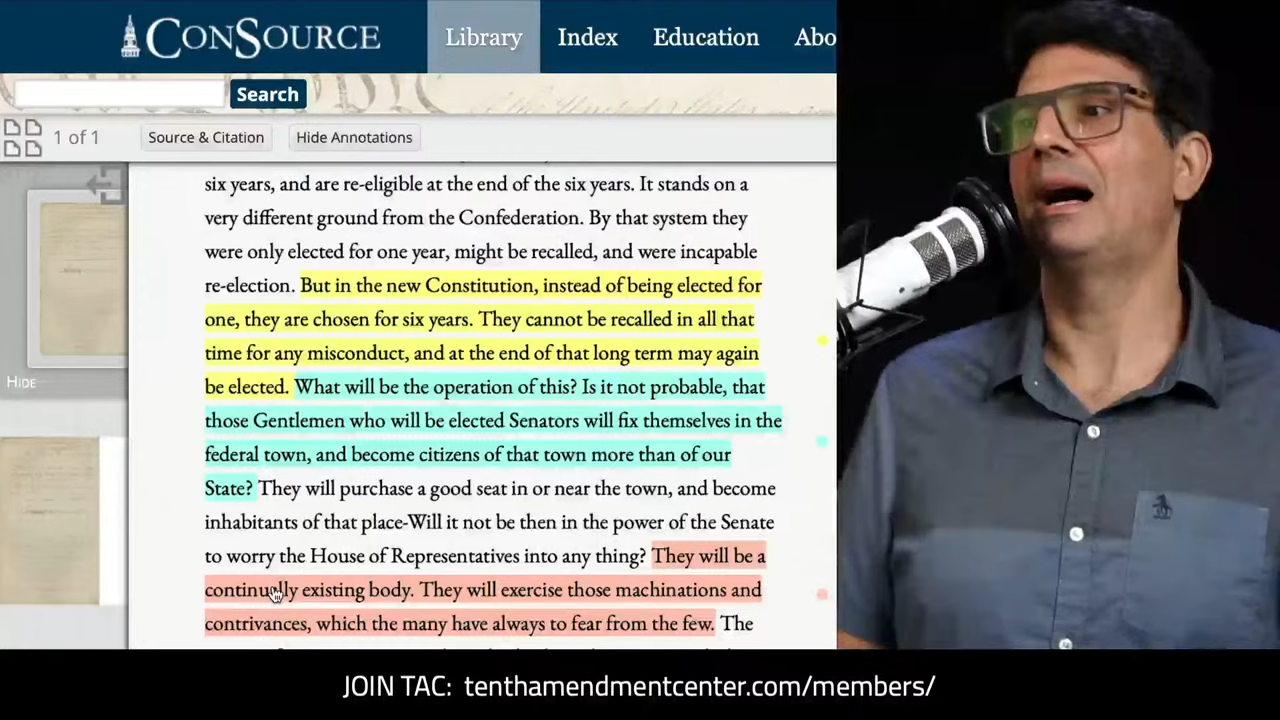 CONSOURCE
Library
Index
Education
Abo
Search
1 of 1
Source & Citation
Hide Annotations
six years, and are re-eligible at the end of the six years. It stands on a
very different ground from the Confederation. By that system they
were only elected for one year, might be recalled, and were incapable
re-election. But in the new Constitution, instead of being elected for
one, they are chosen for six years. They cannot be recalled in all that
time for any misconduct, and at the end of that long term may again
be elected. What will be the operation of this? Is it not probable, that
those Gentlemen who will be elected Senators will fix themselves in the
federal town, and become citizens of that town more than of our
State? They will purchase a good seat in or near the town, and become
inhabitants of that place-Will it not be then in the power of the Senate
to worry the House of Representatives into any thing? They will be a
continually existing body. They will exercise those machinations and
contrivances, which the many have always to fear from the few. The
HIDE
JOIN TAC: tenthamendmentcenter.com/members/